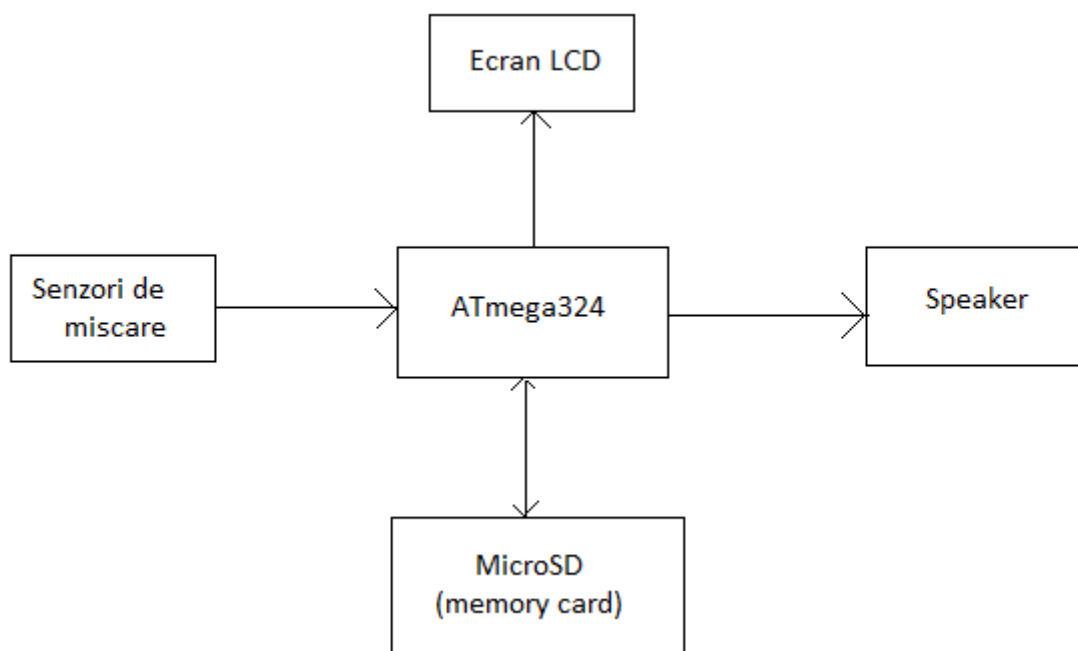 Ecran LCD
Senzori de
miscare
ATmega324
Speaker
MicroSD
(memory card)